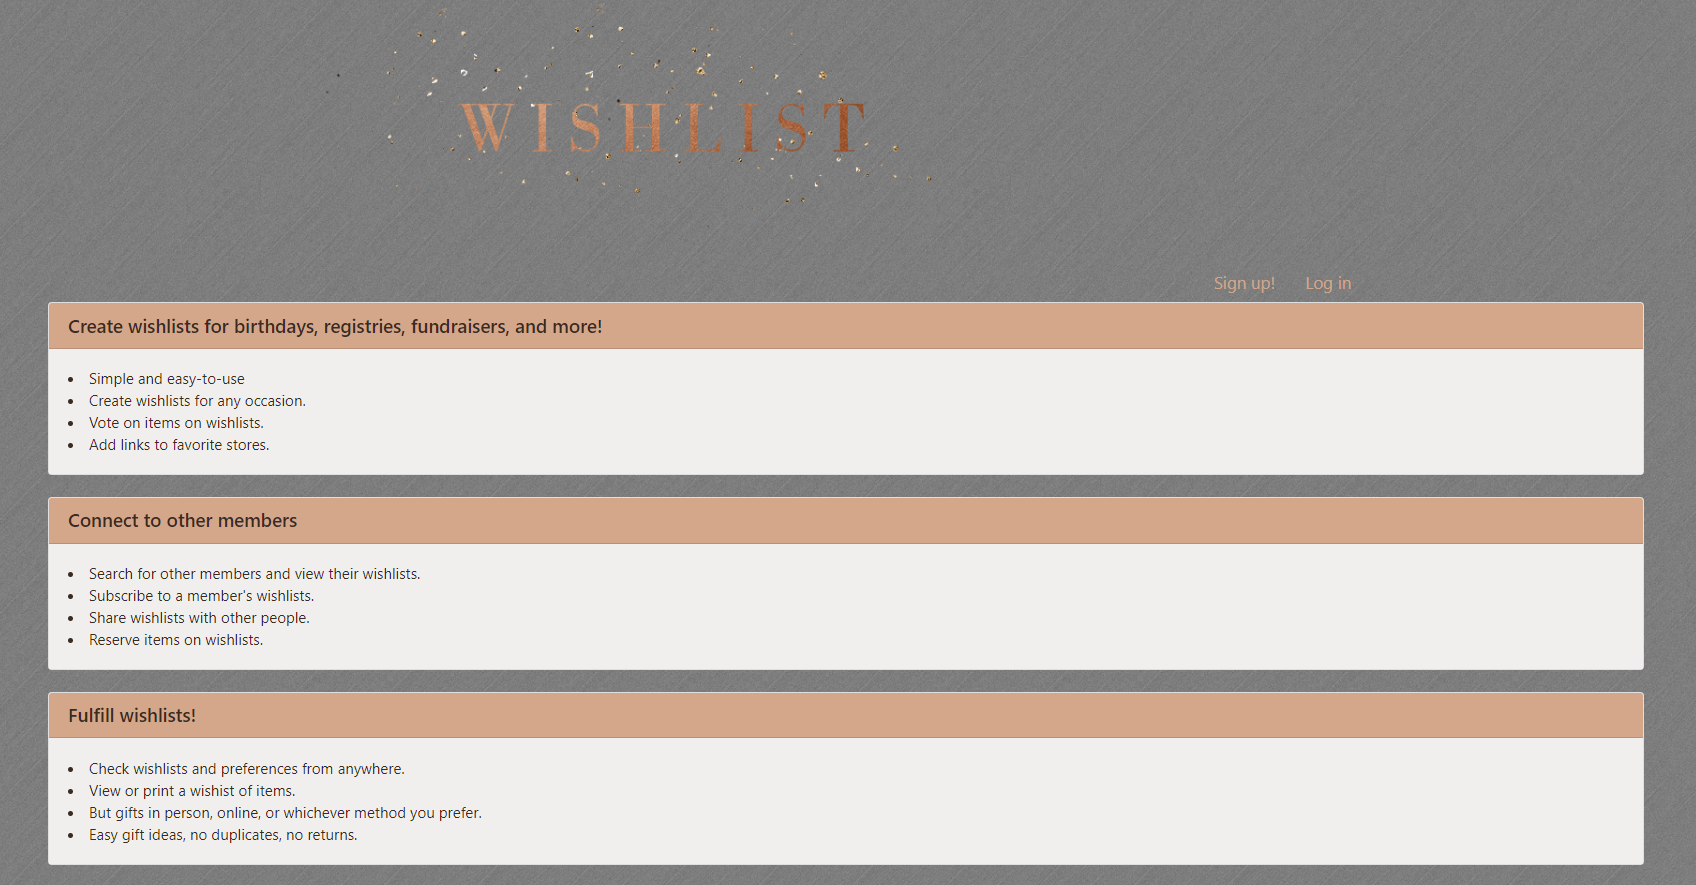 WISHLIST
Sign up! Log in
Create wishlists for birthdays, registries, fundraisers, and more!
• Simple and easy-to-use
• Create wishlists for any occasion.
• Vote on items on wishlists.
• Add links to favorite stores.
Connect to other members
• Search for other members and view their wishlists.
• Subscribe to a member's wishlists.
• Share wishlists with other people.
• Reserve items on wishlists.
Fulfill wishlists!
• Check wishlists and preferences from anywhere.
• View or print a wishist of items.
• But gifts in person, online, or whichever method you prefer.
• Easy gift ideas, no duplicates, no returns.